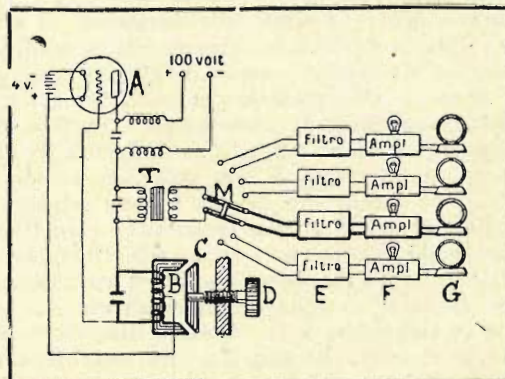 100 volt
+ -
A
4 v. - +
Filtro Ampl
Filtro Ampl
T M
Filtro Ampl
C
B D
Filtro Ampl
E F G